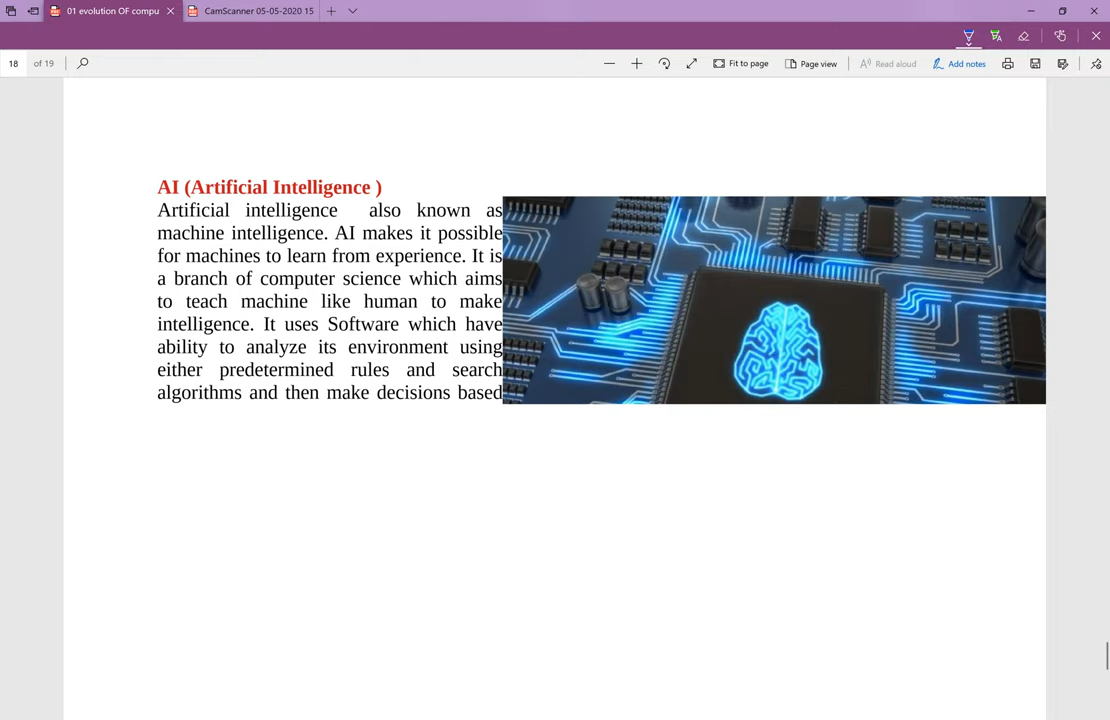 01 evolution OF compu
CamScanner 05-05-2020 15
18 of 19
Fit to page
Page view
Read aloud
Add notes
AI (Artificial Intelligence )
Artificial intelligence also known as
machine intelligence. AI makes it possible
for machines to learn from experience. It is
a branch of computer science which aims
to teach machine like human to make
intelligence. It uses Software which have
ability to analyze its environment using
either predetermined rules and search
algorithms and then make decisions based